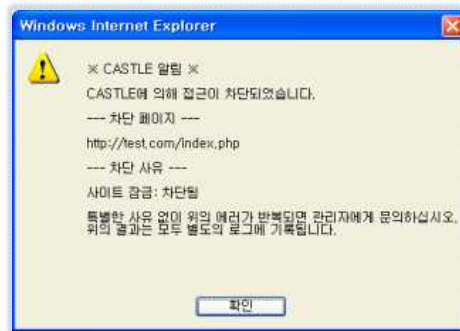 Windows Internet Explorer
※ CASTLE 알림 ※
CASTLE에 의해 접근이 차단되었습니다.
--- 차단 페이지 ---
http://test.com/index.php
--- 차단 사유 ---
사이트 잠금: 차단됨
특별한 사유 없이 위의 에러가 반복되면 관리자에게 문의하십시오.
위의 결과는 모두 별도의 로그에 기록됩니다.
확인